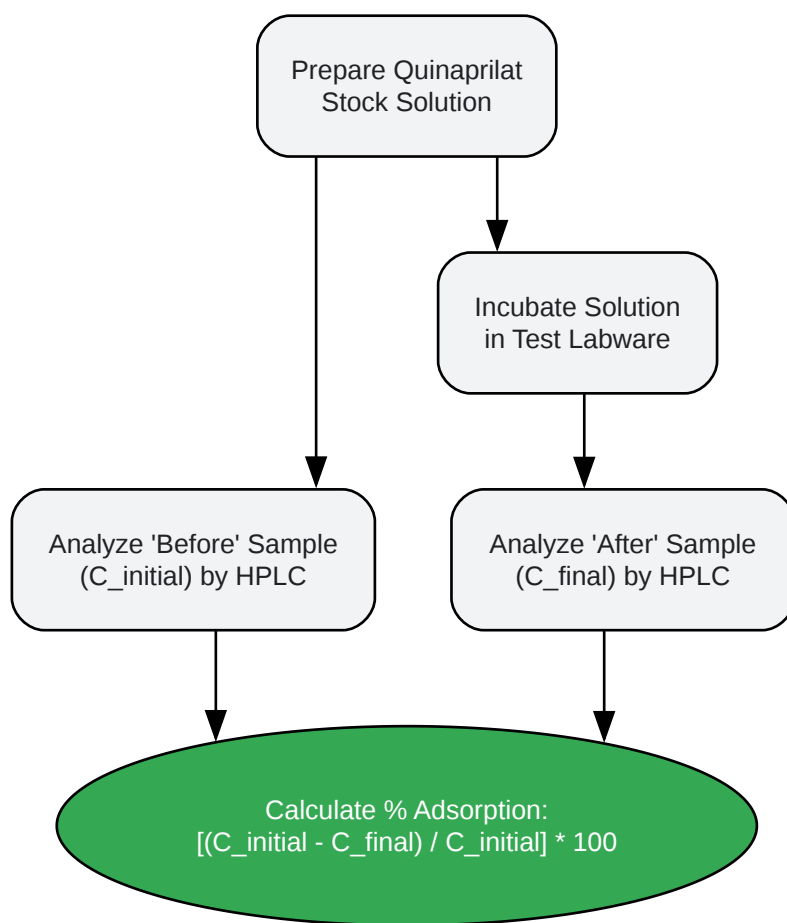 Prepare Quinaprilat
Stock Solution
Incubate Solution
in Test Labware
Analyze 'Before' Sample
(C_initial) by HPLC
Analyze 'After' Sample
(C_final) by HPLC
Calculate % Adsorption:
[(C_initial - C_final) / C_initial] * 100